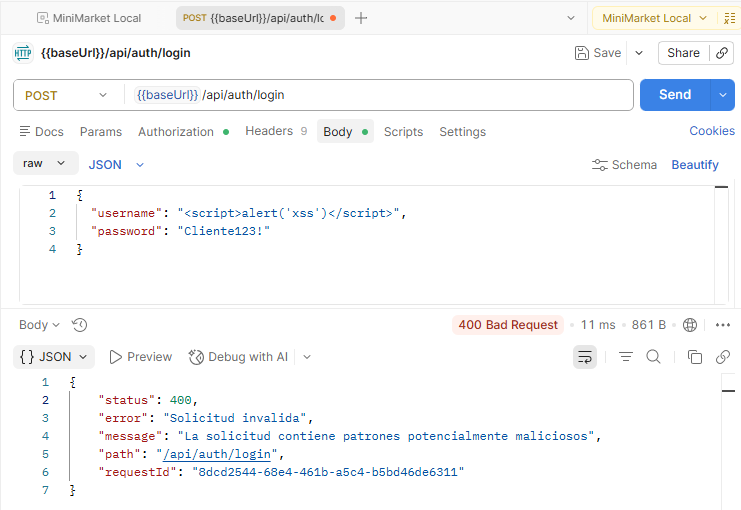 MiniMarket Local
POST {{baseUrl}}/api/auth/lo
MiniMarket Local
HTTP {{baseUrl}}/api/auth/login
Save
Share
POST
{{baseUrl}} /api/auth/login
Send
Docs Params Authorization Headers 9 Body Scripts Settings
Cookies
raw JSON
Schema Beautify
1 {
2 "username": "<script>alert('xss')</script>",
3 "password": "Cliente123!"
4 }
Body
400 Bad Request • 11 ms • 861 B
{} JSON Preview Debug with AI
1 {
2 "status": 400,
3 "error": "Solicitud invalida",
4 "message": "La solicitud contiene patrones potencialmente maliciosos",
5 "path": "/api/auth/login",
6 "requestId": "8dcd2544-68e4-461b-a5c4-b5bd46de6311"
7 }